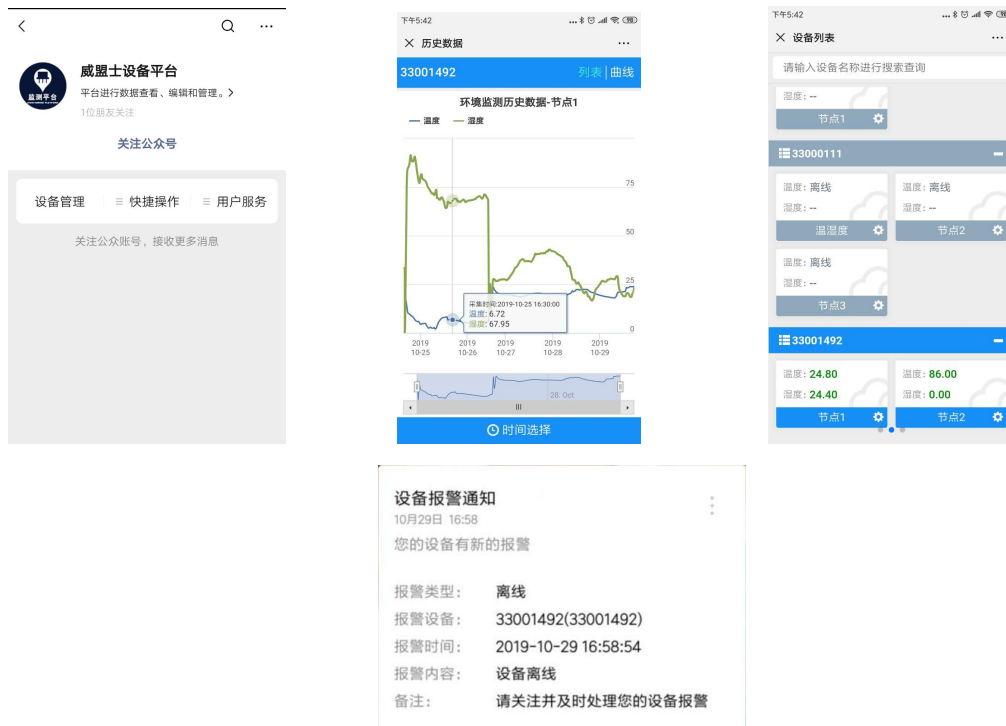 威盟士设备平台
平台进行数据查看、编辑和管理。
1位朋友关注
关注公众号
监测平台
设备管理
快捷操作
用户服务
关注公众账号，接收更多消息
下午5:42
历史数据
33001492
列表|曲线
环境监测历史数据-节点1
温度 湿度
75
50
25
0
采集时间:2019-10-25 16:30:00
温度: 6.72
湿度: 67.95
2019 2019 2019 2019 2019
10-25 10-26 10-27 10-28 10-29
28. Oct
时间选择
下午5:42
设备列表
请输入设备名称进行搜索查询
湿度: --
节点1
33000111
温度: 离线 温度: 离线
湿度: -- 湿度: --
温湿度 节点2
温度: 离线
湿度: --
节点3
33001492
温度: 24.80 温度: 86.00
湿度: 24.40 湿度: 0.00
节点1 节点2
设备报警通知
10月29日 16:58
您的设备有新的报警
报警类型: 离线
报警设备: 33001492(33001492)
报警时间: 2019-10-29 16:58:54
报警内容: 设备离线
备注: 请关注并及时处理您的设备报警